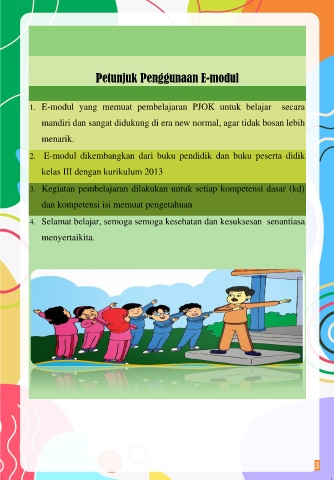 Petunjuk Penggunaan E-modul
1. E-modul yang memuat pembelajaran PJOK untuk belajar secara
mandiri dan sangat didukung di era new normal, agar tidak bosan lebih
menarik.
2. E-modul dikembangkan dari buku pendidik dan buku peserta didik
kelas III dengan kurikulum 2013
3. Kegiatan pembelajaran dilakukan untuk setiap kompetensi dasar (kd)
dan kompetensi isi memuat pengetahuan
4. Selamat belajar, semoga semoga kesehatan dan kesuksesan senantiasa
menyertaikita.
3